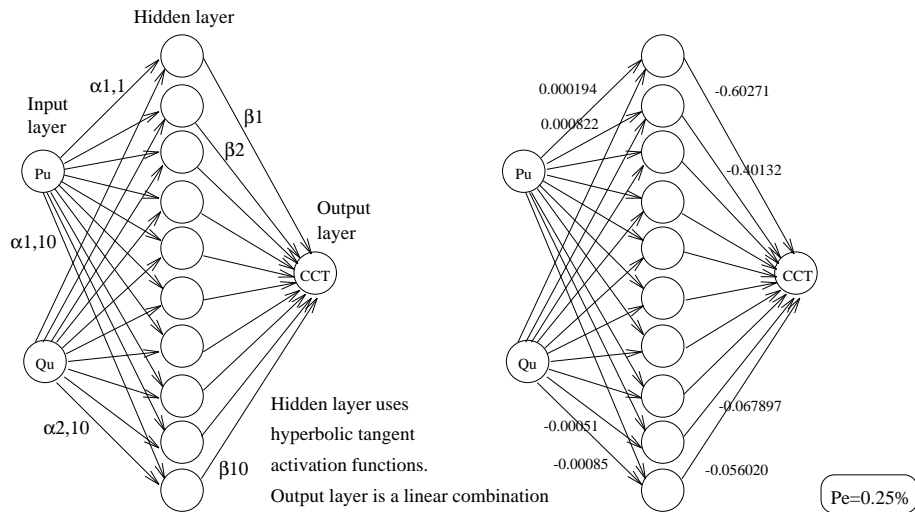 Hidden layer
α1,1
Input
layer
β1
β2
Pu
α1,10
Output
layer
CCT
Qu
α2,10
β10
Hidden layer uses
hyperbolic tangent
activation functions.
Output layer is a linear combination
0.000194
-0.60271
0.000822
-0.40132
Pu
CCT
Qu
-0.00051
-0.067897
-0.00085
-0.056020
Pe=0.25%